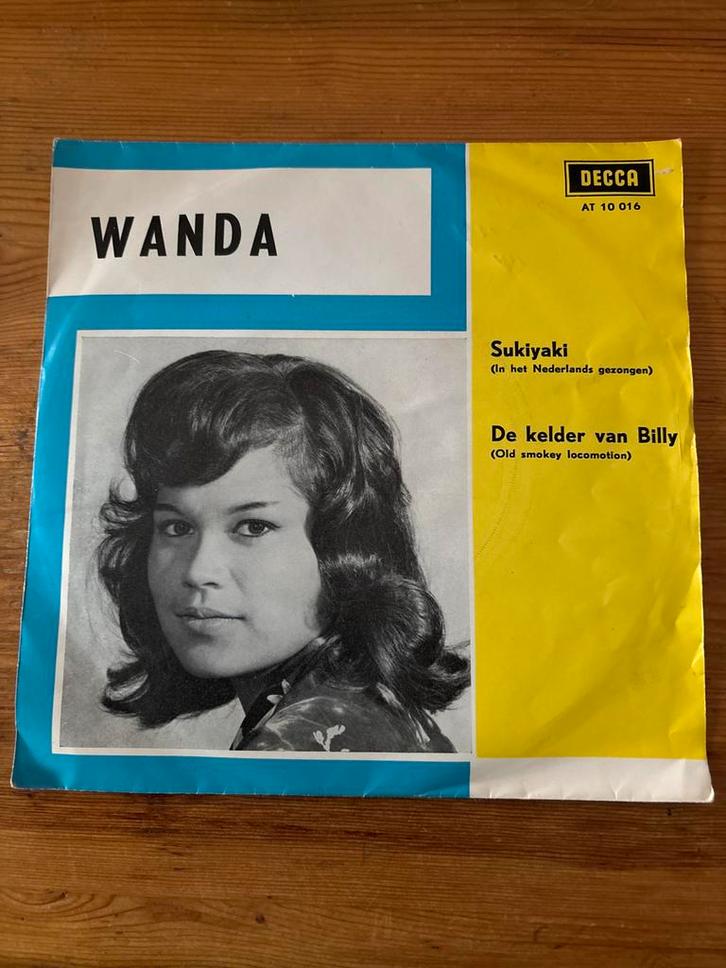 WANDA
DECCA
AT 10 016
Sukiyaki
(In het Nederlands gezongen)
De kelder van Billy
(Old smokey locomotion)